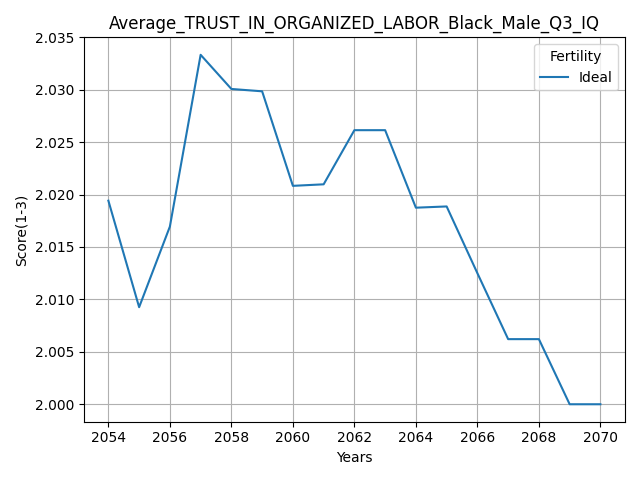 Average_TRUST_IN_ORGANIZED_LABOR_Black_Male_Q3_IQ
Fertility
Ideal
Score(1-3)
2.035
2.030
2.025
2.020
2.015
2.010
2.005
2.000
2054 2056 2058 2060 2062 2064 2066 2068 2070
Years